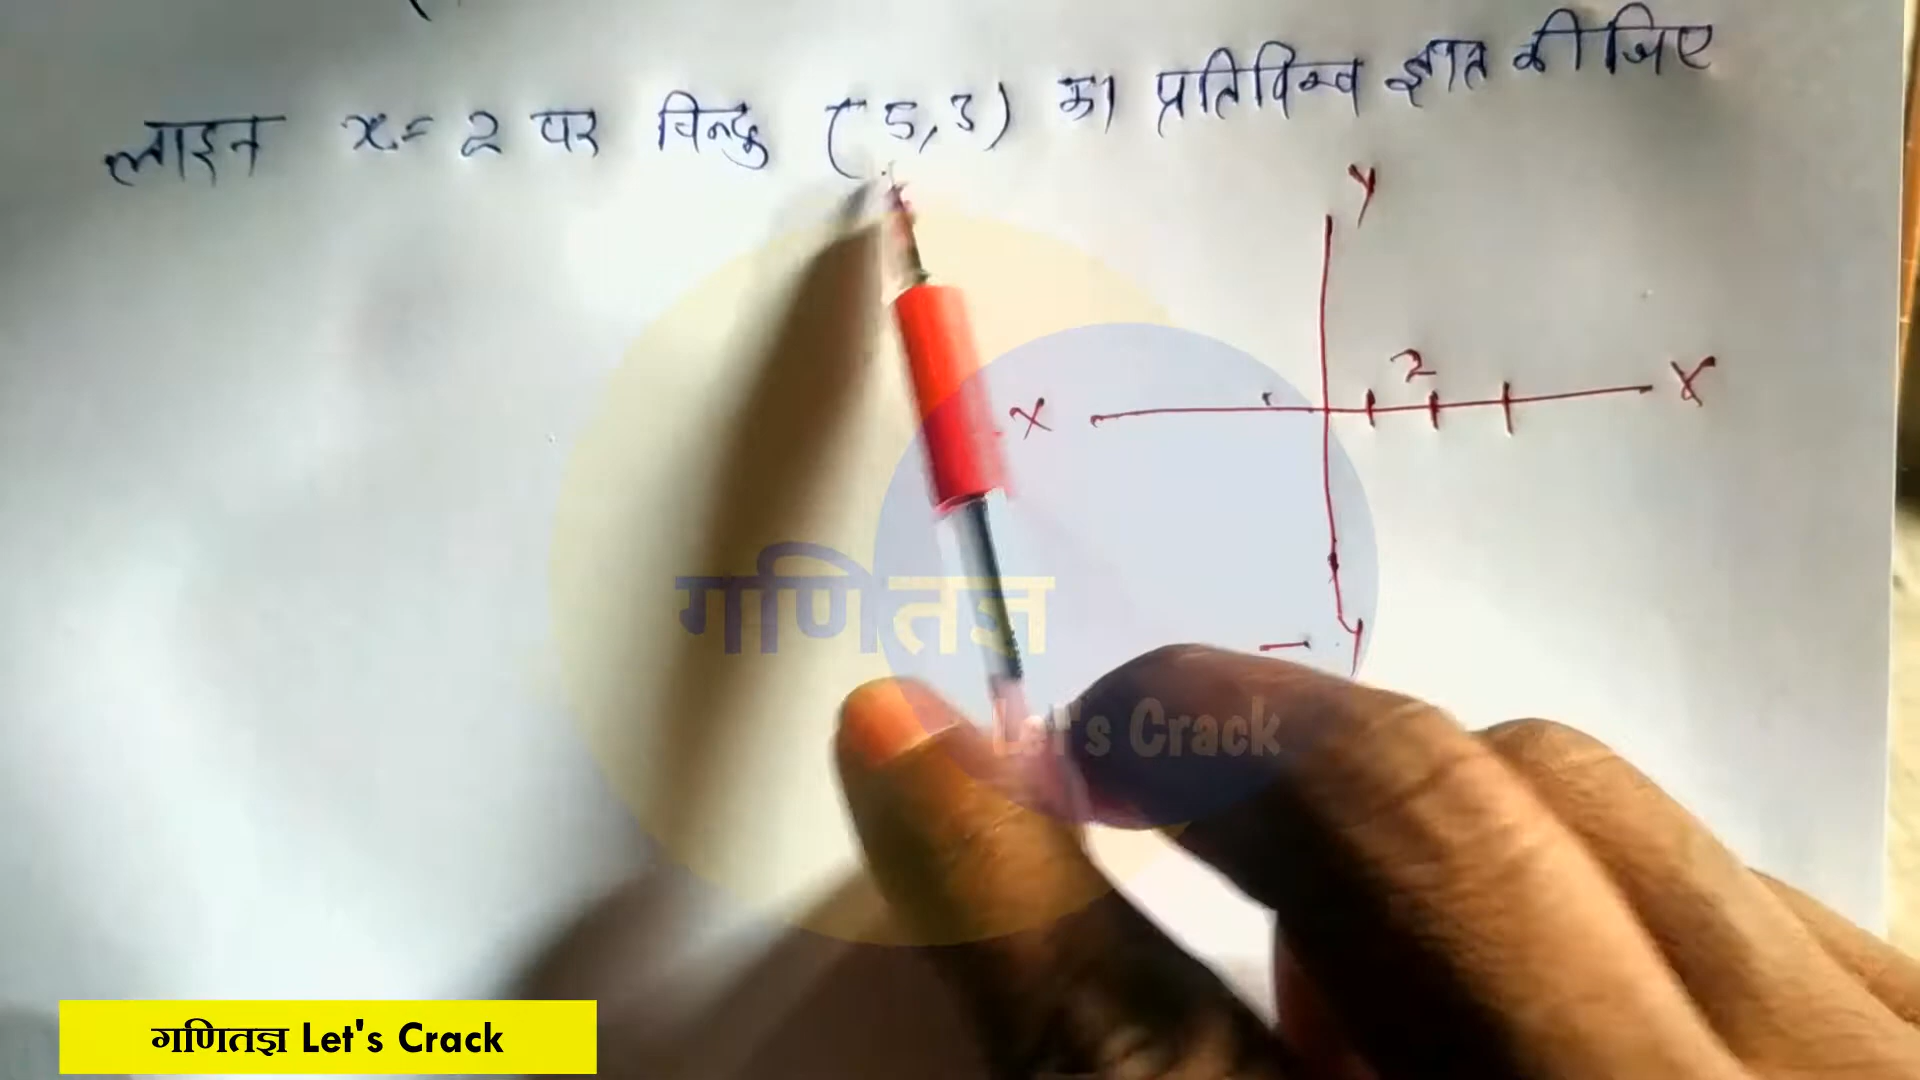 लाइन x = 2 पर विन्दु (-5, 3) का प्रतिविम्व ज्ञात कीजिए
Y
2
X
X
Y
गणितज्ञ
Let's Crack
गणितज्ञ Let's Crack